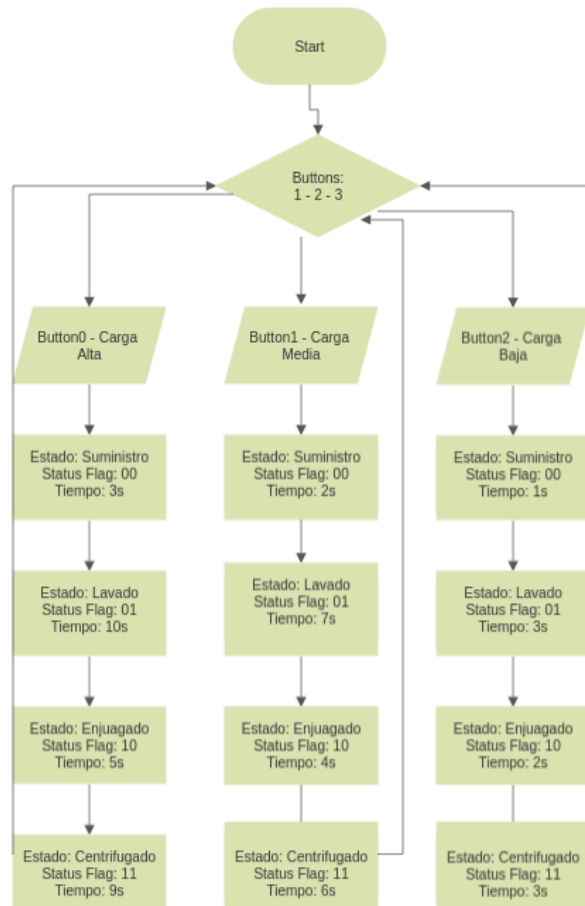 Start
Buttons:
1 - 2 - 3
Button0 - Carga
Alta
Button1 - Carga
Media
Button2 - Carga
Baja
Estado: Suministro
Status Flag: 00
Tiempo: 3s
Estado: Suministro
Status Flag: 00
Tiempo: 2s
Estado: Suministro
Status Flag: 00
Tiempo: 1s
Estado: Lavado
Status Flag: 01
Tiempo: 10s
Estado: Lavado
Status Flag: 01
Tiempo: 7s
Estado: Lavado
Status Flag: 01
Tiempo: 3s
Estado: Enjuagado
Status Flag: 10
Tiempo: 5s
Estado: Enjuagado
Status Flag: 10
Tiempo: 4s
Estado: Enjuagado
Status Flag: 10
Tiempo: 2s
Estado: Centrifugado
Status Flag: 11
Tiempo: 9s
Estado: Centrifugado
Status Flag: 11
Tiempo: 6s
Estado: Centrifugado
Status Flag: 11
Tiempo: 3s